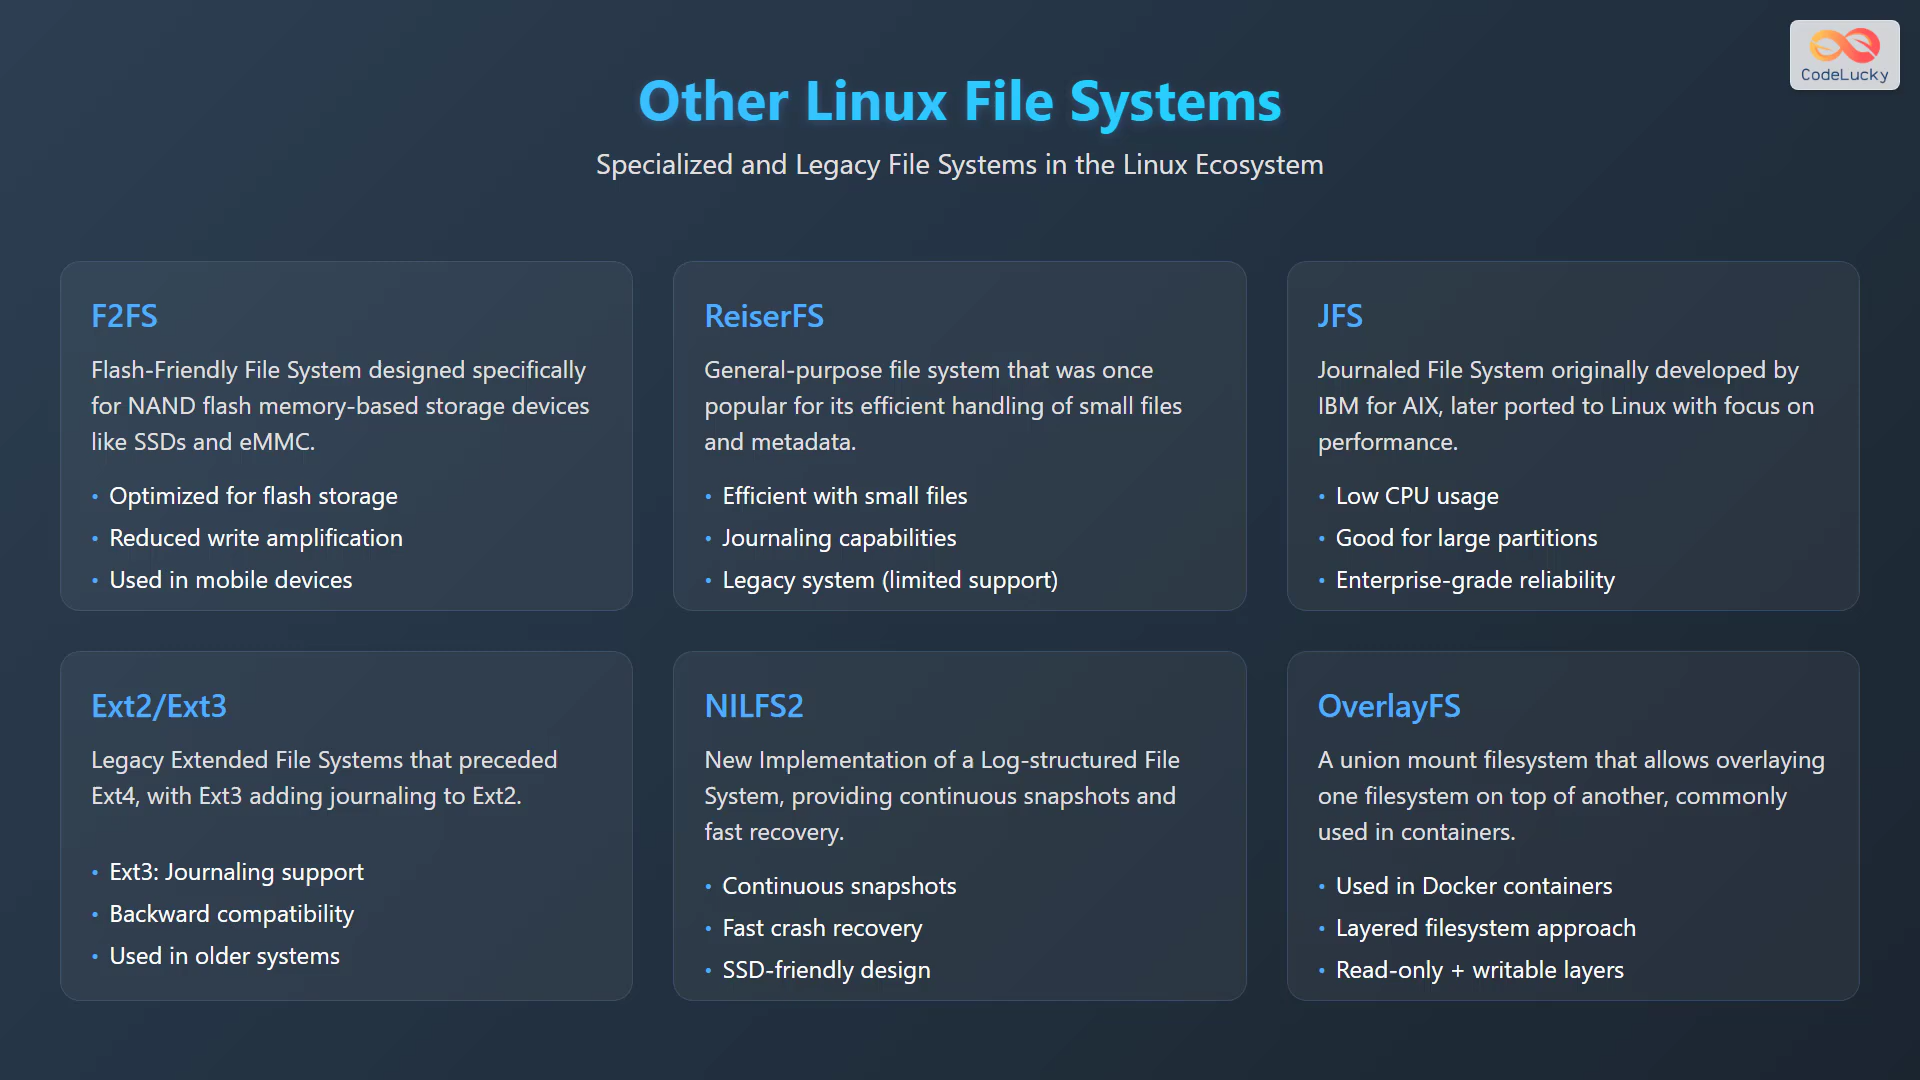 CodeLucky
Other Linux File Systems
Specialized and Legacy File Systems in the Linux Ecosystem
F2FS
Flash-Friendly File System designed specifically
for NAND flash memory-based storage devices
like SSDs and eMMC.
• Optimized for flash storage
• Reduced write amplification
• Used in mobile devices
ReiserFS
General-purpose file system that was once
popular for its efficient handling of small files
and metadata.
• Efficient with small files
• Journaling capabilities
• Legacy system (limited support)
JFS
Journaled File System originally developed by
IBM for AIX, later ported to Linux with focus on
performance.
• Low CPU usage
• Good for large partitions
• Enterprise-grade reliability
Ext2/Ext3
Legacy Extended File Systems that preceded
Ext4, with Ext3 adding journaling to Ext2.
• Ext3: Journaling support
• Backward compatibility
• Used in older systems
NILFS2
New Implementation of a Log-structured File
System, providing continuous snapshots and
fast recovery.
• Continuous snapshots
• Fast crash recovery
• SSD-friendly design
OverlayFS
A union mount filesystem that allows overlaying
one filesystem on top of another, commonly
used in containers.
• Used in Docker containers
• Layered filesystem approach
• Read-only + writable layers